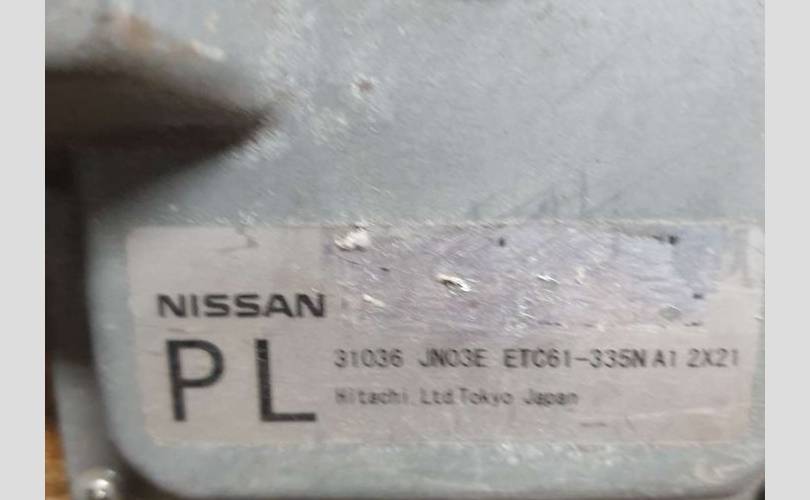 NISSAN
PL
31036 JN03E ETC61-335N A1 2X21
Hitachi.Ltd.Tokyo Japan